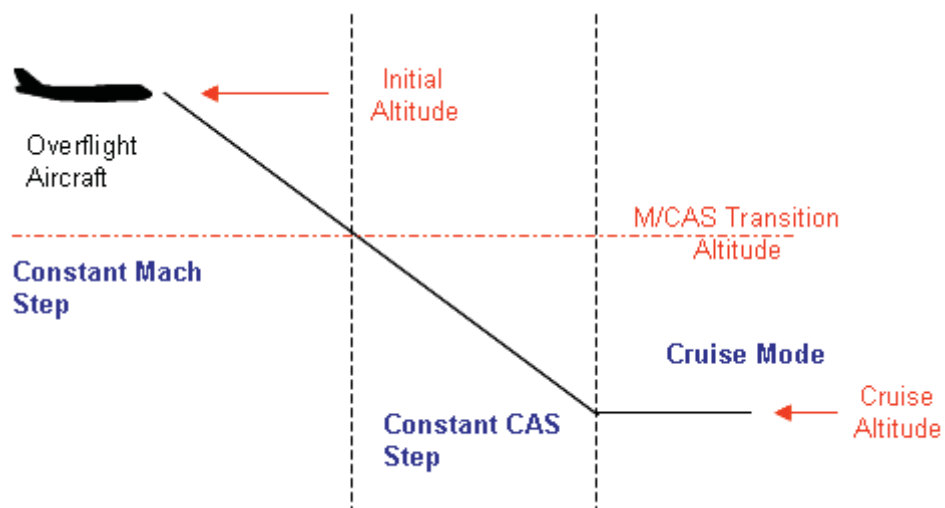 Initial
Altitude
Overflight
Aircraft
M/CAS Transition
Altitude
Constant Mach
Step
Cruise Mode
Constant CAS
Step
Cruise
Altitude